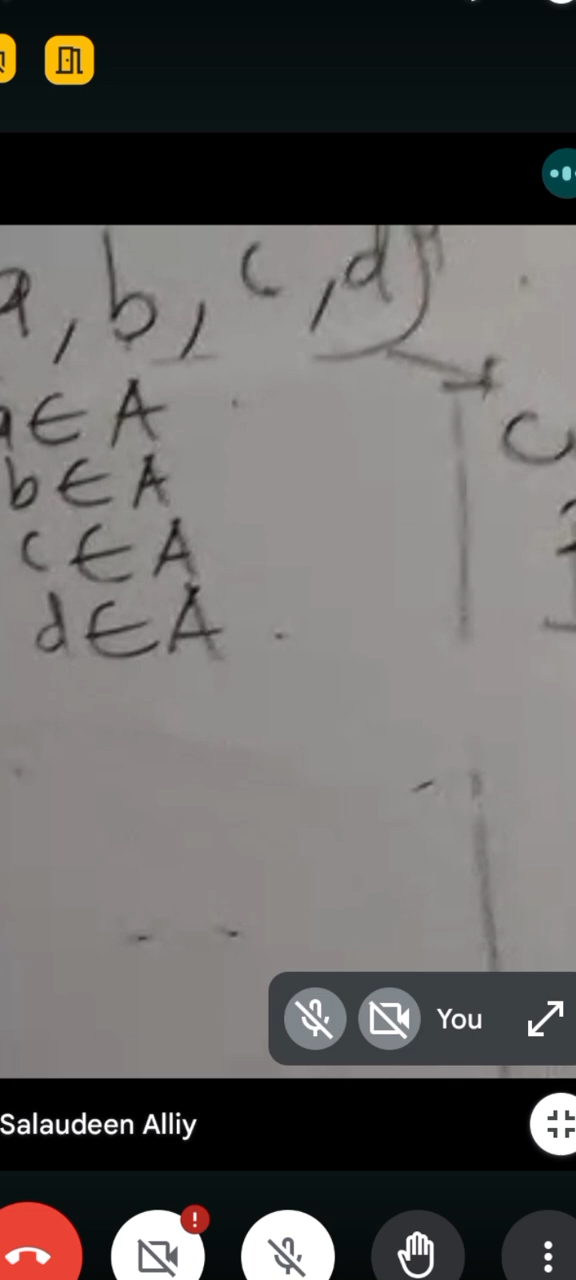 a, b, c, d}
a ∈ A
b ∈ A
c ∈ A
d ∈ A
You
Salaudeen Alliy